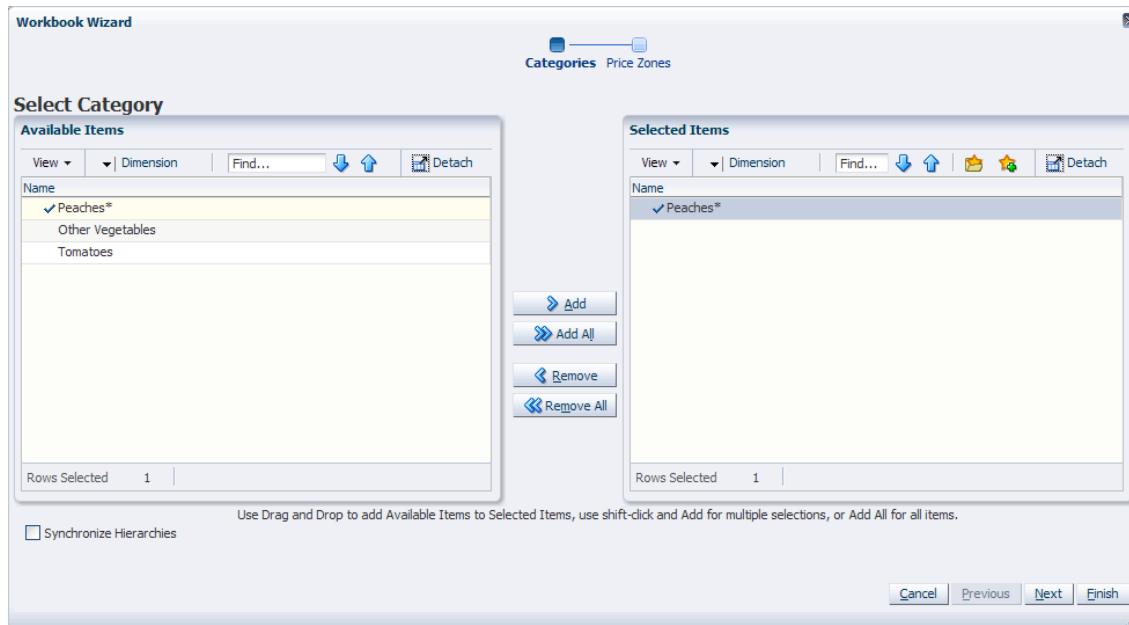 Workbook Wizard
Categories Price Zones
Select Category
Available Items
View Dimension Find... Detach
Name
Peaches*
Other Vegetables
Tomatoes
Rows Selected 1
Add
Add All
Remove
Remove All
Selected Items
View Dimension Find... Detach
Name
Peaches*
Rows Selected 1
Use Drag and Drop to add Available Items to Selected Items, use shift-click and Add for multiple selections, or Add All for all items.
Synchronize Hierarchies
Cancel Previous Next Finish